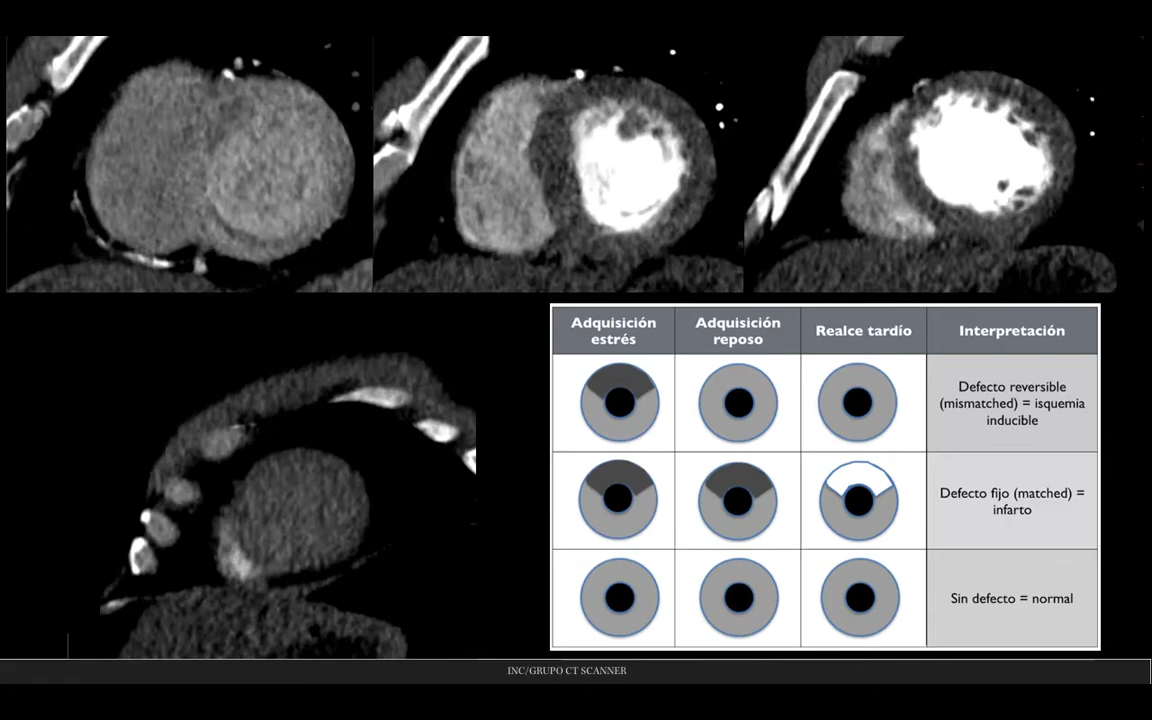 Adquisición
estrés
Adquisición
reposo
Realce tardío
Interpretación
Defecto reversible
(mismatched) = isquemia
inducible
Defecto fijo (matched) =
infarto
Sin defecto = normal
INC/GRUPO CT SCANNER